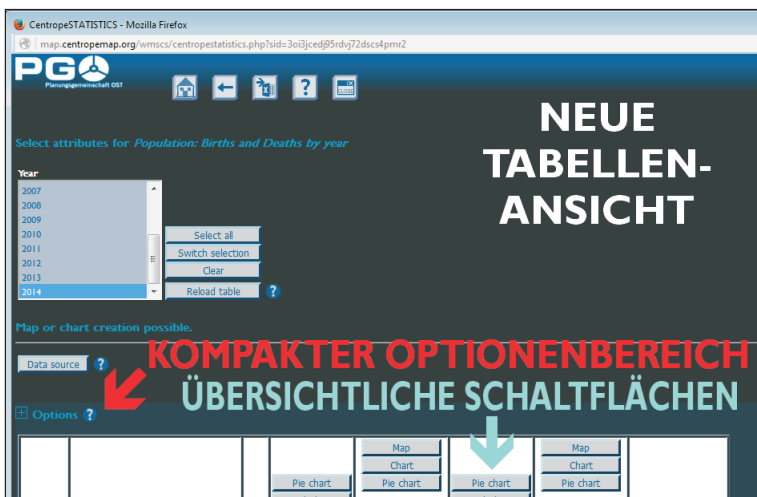 CentropeSTATISTICS - Mozilla Firefox
map.centropemap.org/wmscs/centropestatistics.php?sid=3oi3jcedj95rdvj72dscs4pmr2
PGO
Planungsgemeinschaft OST
?
NEUE
TABELLEN-
ANSICHT
Select attributes for Population: Births and Deaths by year
Year
2007
2008
2009
2010
2011
2012
2013
2014
Select all
Switch selection
Clear
Reload table ?
Map or chart creation possible.
KOMPAKTER OPTIONENBEREICH
Data source ?
ÜBERSICHTLICHE SCHALTFLÄCHEN
Options ?
Map Map
Chart Chart
Pie chart Pie chart Pie chart Pie chart